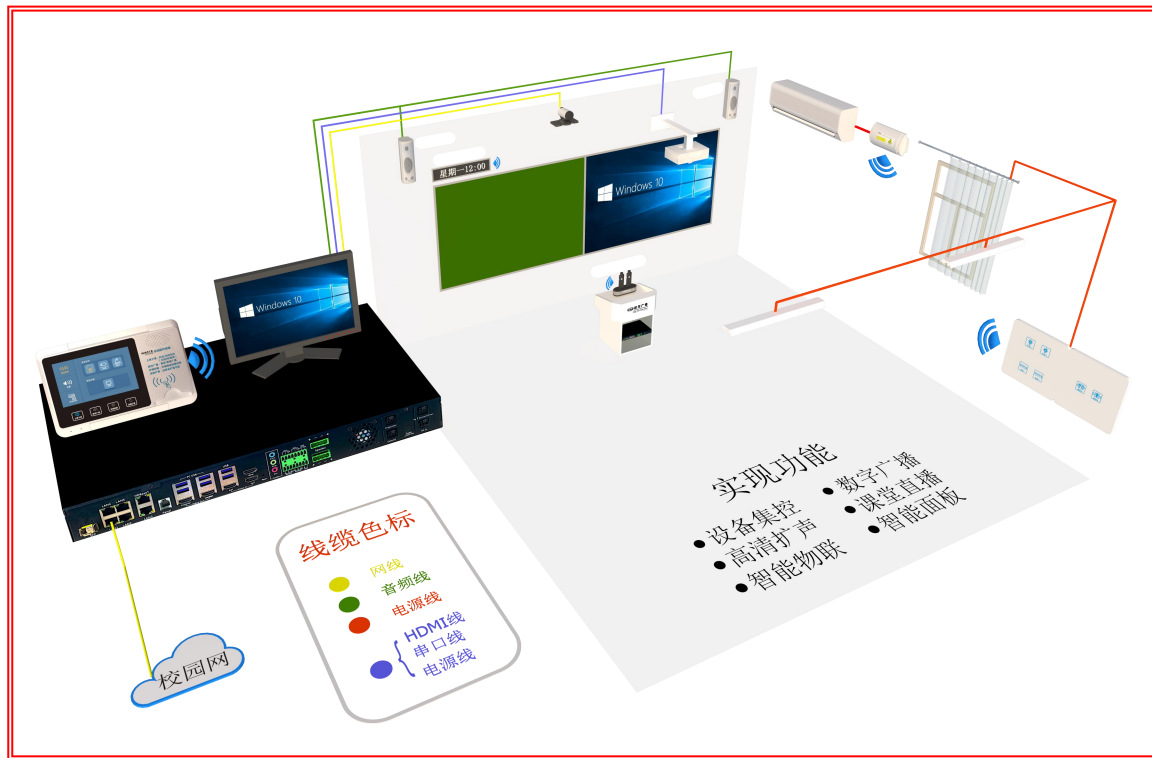 星期一12:00
Windows 10
Windows 10
实现功能
设备集控
高清扩声
智能物联
数字广播
课堂直播
智能面板
线缆色标
网线
音频线
电源线
HDMI线
串口线
电源线
校园网